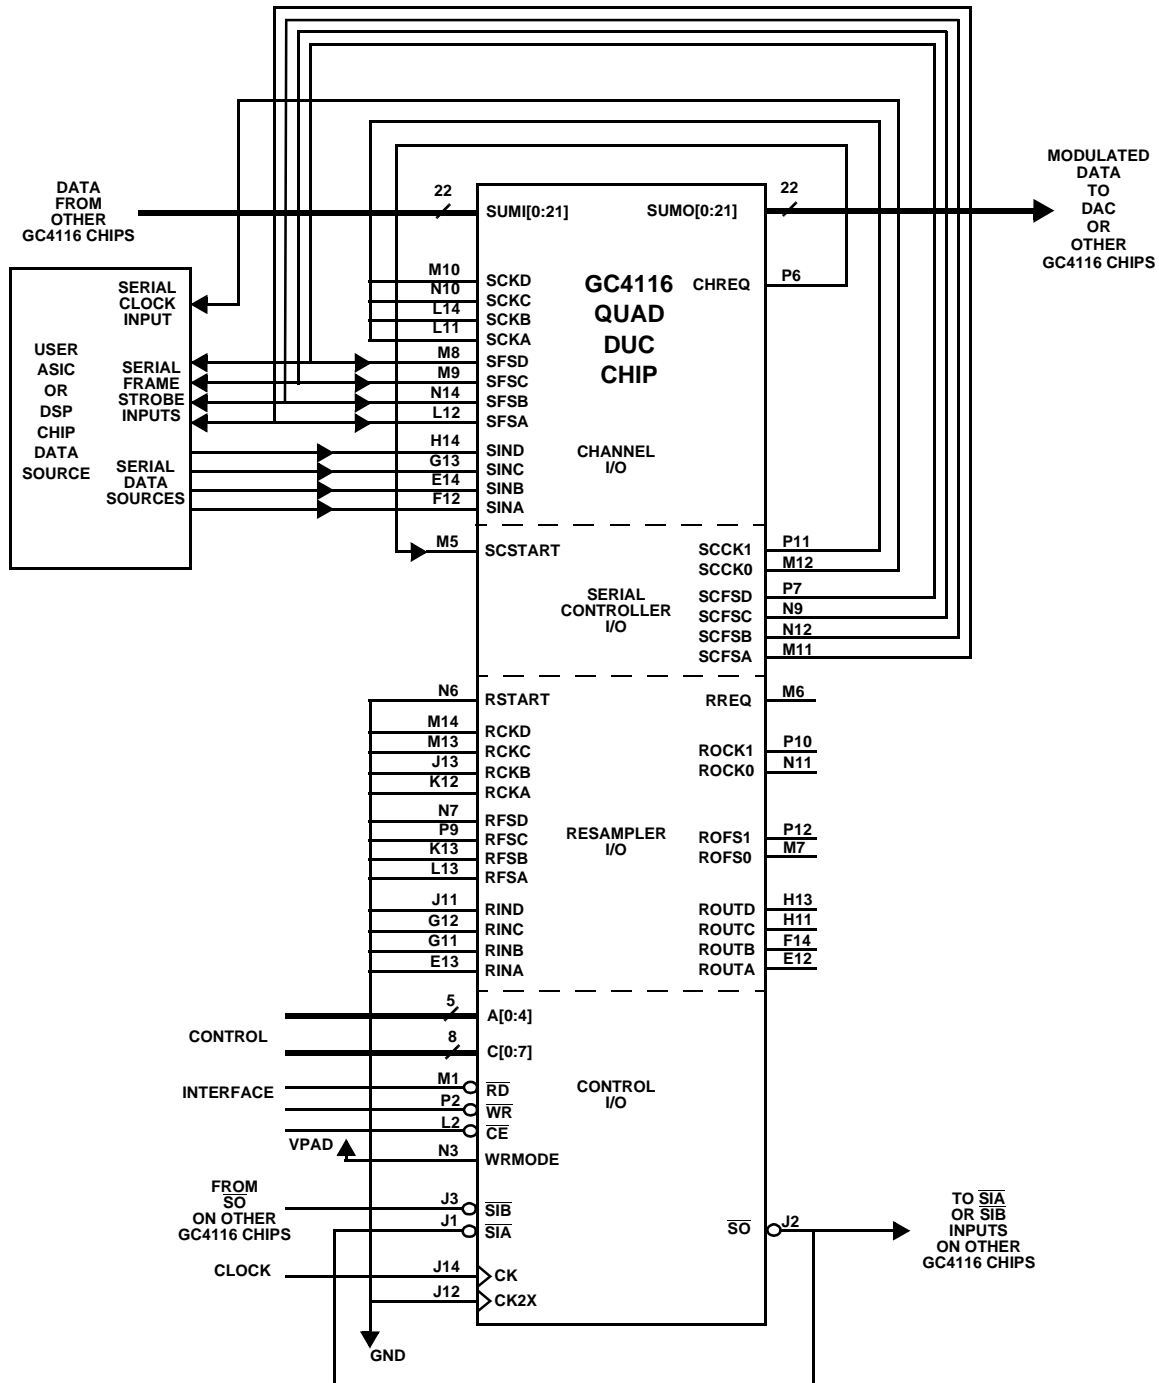 DATA
FROM
OTHER
GC4116 CHIPS
22
SUMI[0:21]
SUMO[0:21]
22
MODULATED
DATA
TO
DAC
OR
OTHER
GC4116 CHIPS
GC4116
QUAD
DUC
CHIP
CHREQ
P6
SERIAL
CLOCK
INPUT
USER
ASIC
OR
DSP
CHIP
DATA
SOURCE
SERIAL
FRAME
STROBE
INPUTS
SERIAL
DATA
SOURCES
M10 SCKD
N10 SCKC
L14 SCKB
L11 SCKA
M8 SFSD
M9 SFSC
N14 SFSB
L12 SFSA
H14 SIND
G13 SINC
E14 SINB
F12 SINA
CHANNEL
I/O
M5 SCSTART
SERIAL
CONTROLLER
I/O
SCCK1 P11
SCCK0 M12
SCFSD P7
SCFSC N9
SCFSB N12
SCFSA M11
N6 RSTART
M14 RCKD
M13 RCKC
J13 RCKB
K12 RCKA
N7 RFSD
P9 RFSC
K13 RFSB
L13 RFSA
J11 RIND
G12 RINC
G11 RINB
E13 RINA
RESAMPLER
I/O
RREQ M6
ROCK1 P10
ROCK0 N11
ROFS1 P12
ROFS0 M7
ROUTD H13
ROUTC H11
ROUTB F14
ROUTA E12
CONTROL
INTERFACE
5 A[0:4]
8 C[0:7]
M1 RD
P2 WR
L2 CE
VPAD
N3 WRMODE
CONTROL
I/O
FROM
SO
ON OTHER
GC4116 CHIPS
J3 SIB
J1 SIA
SO J2
TO SIA
OR SIB
INPUTS
ON OTHER
GC4116 CHIPS
CLOCK
J14 CK
J12 CK2X
GND